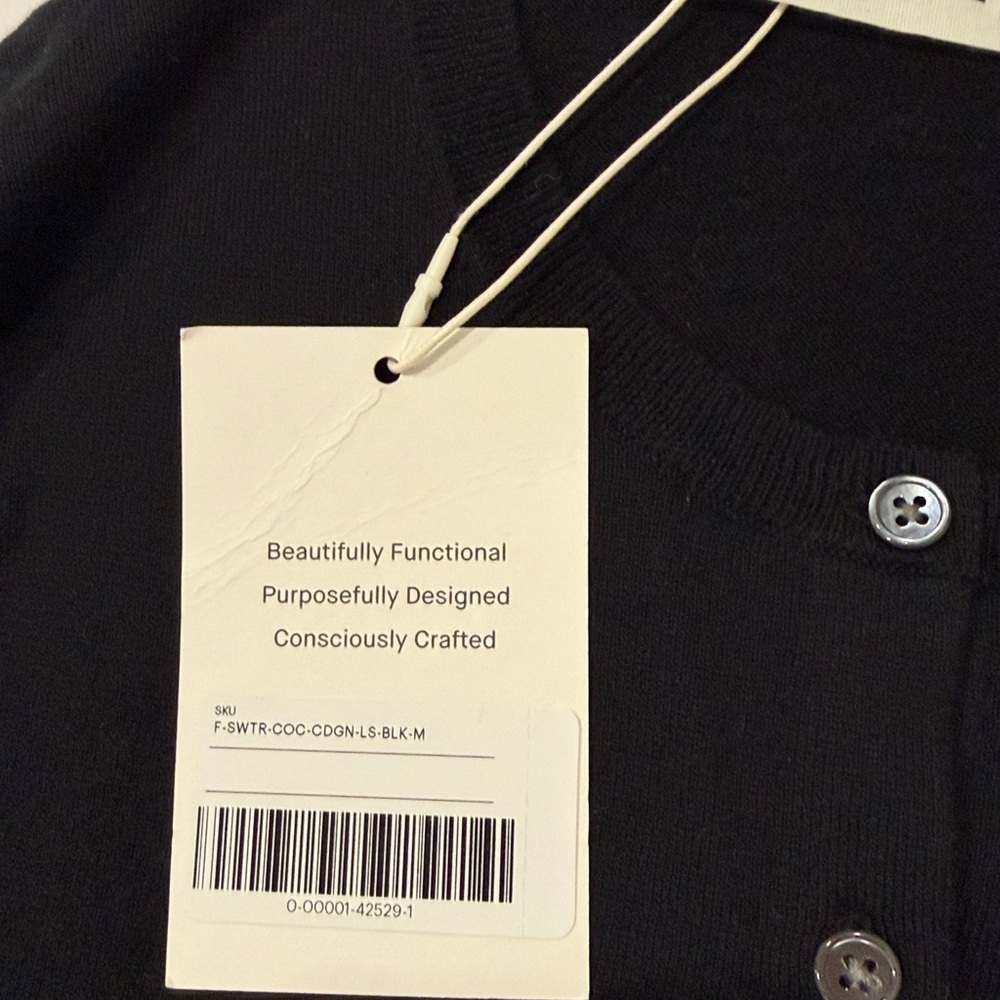 Beautifully Functional
Purposefully Designed
Consciously Crafted
SKU
F-SWTR-COC-CDGN-LS-BLK-M
0-00001-42529-1